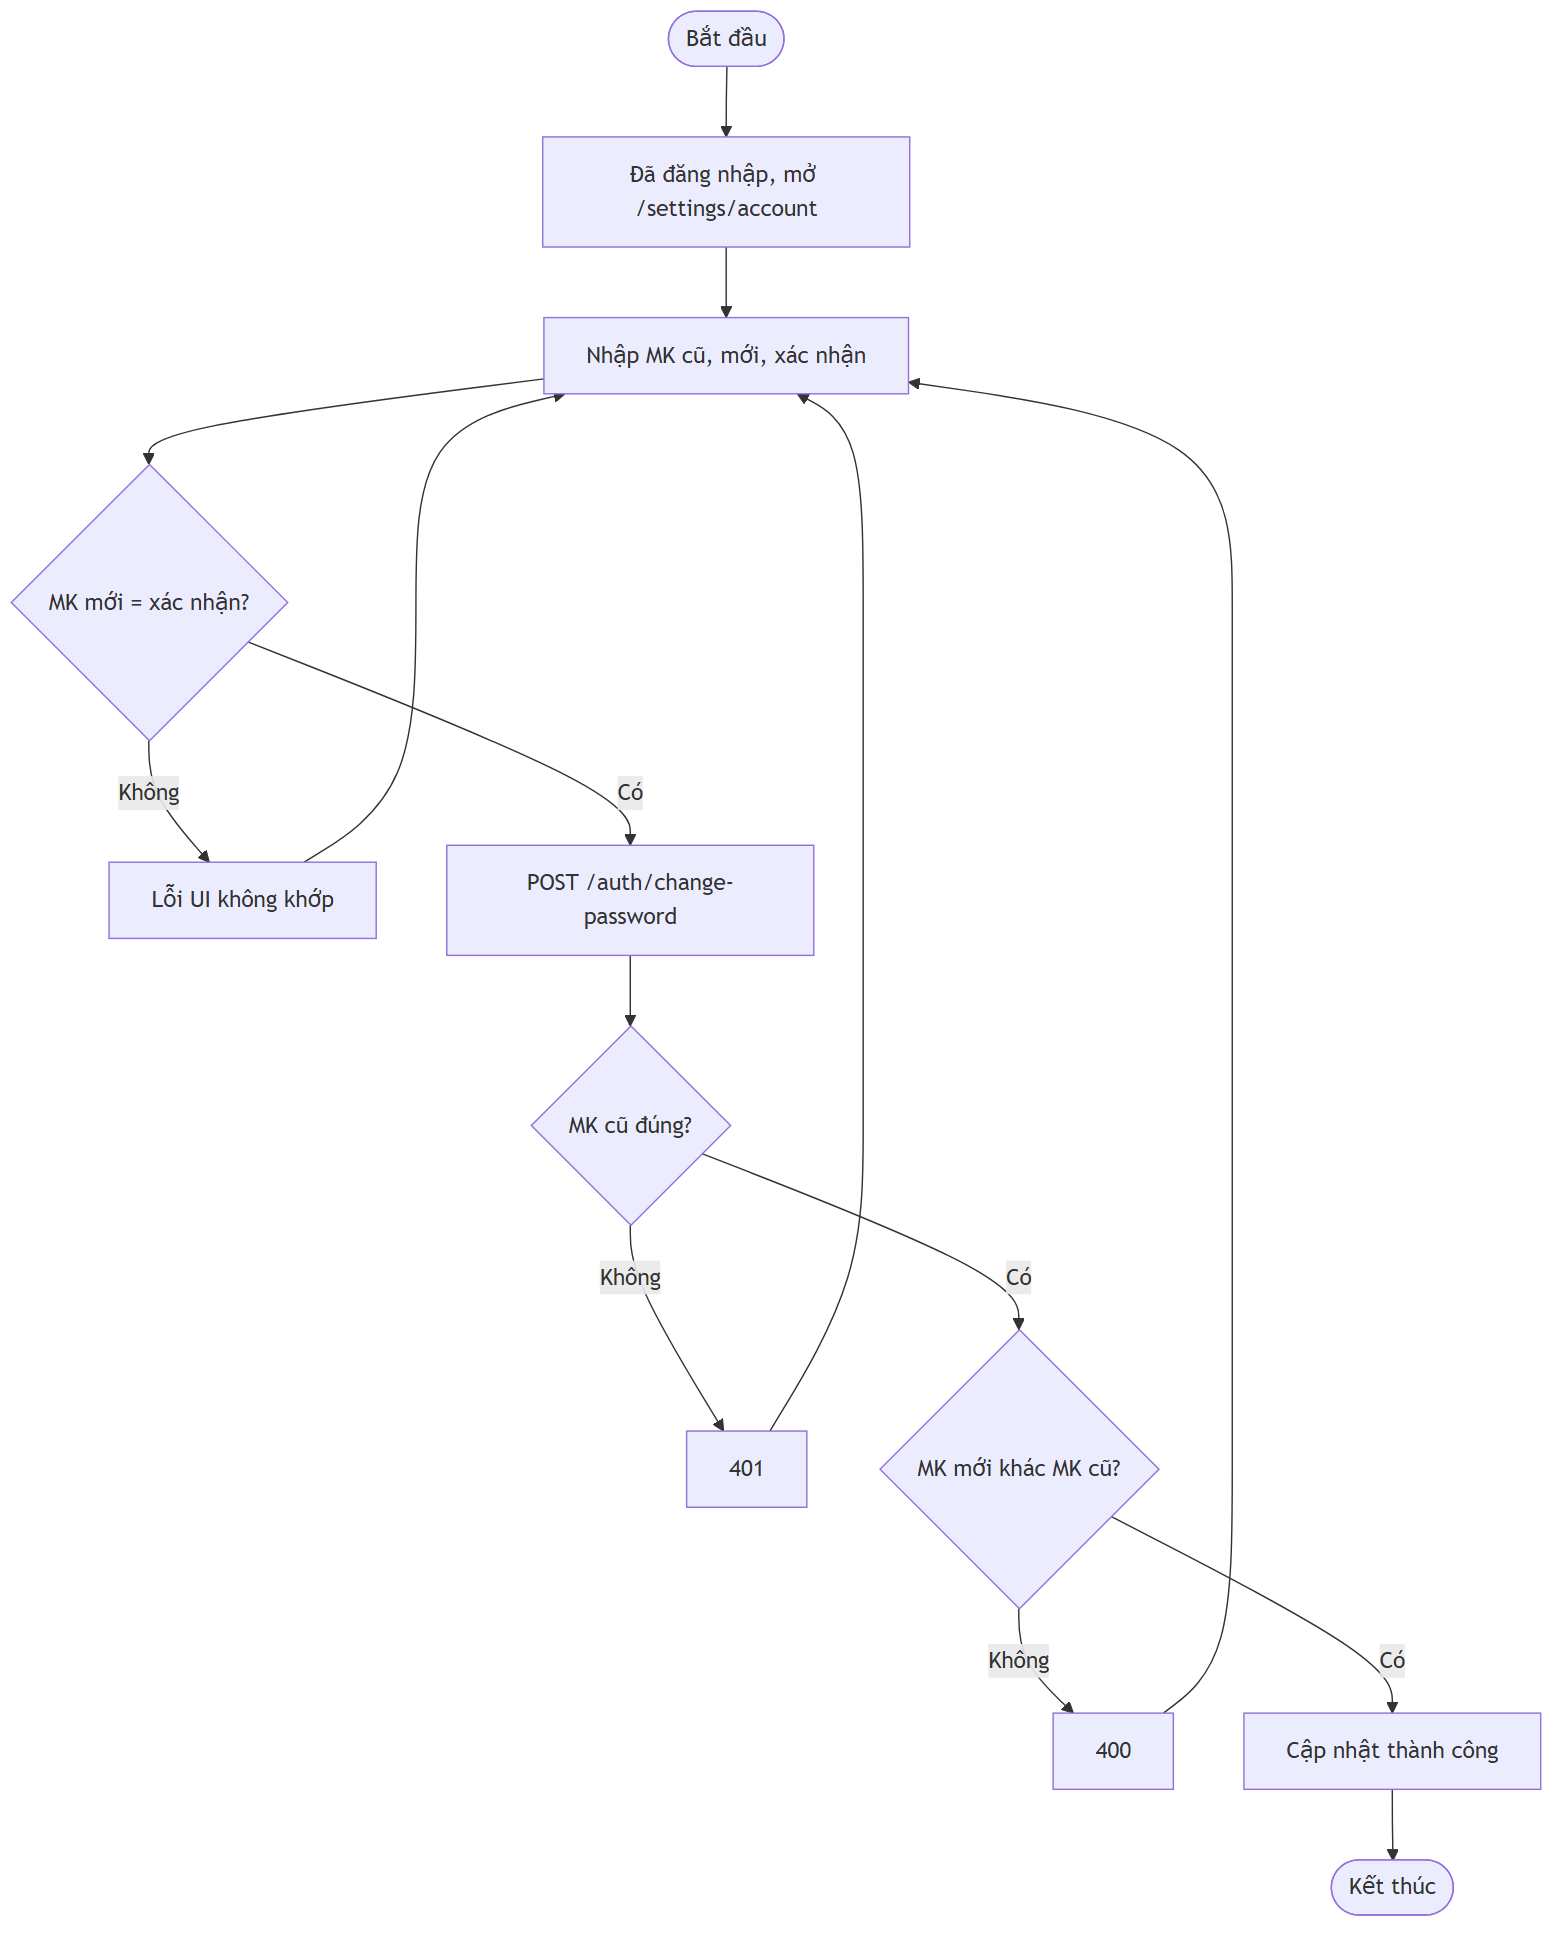 Bắt đầu
Đã đăng nhập, mở
/settings/account
Nhập MK cũ, mới, xác nhận
MK mới = xác nhận?
Không
Có
Lỗi UI không khớp
POST /auth/change-
password
MK cũ đúng?
Không
Có
401
MK mới khác MK cũ?
Không
Có
400
Cập nhật thành công
Kết thúc